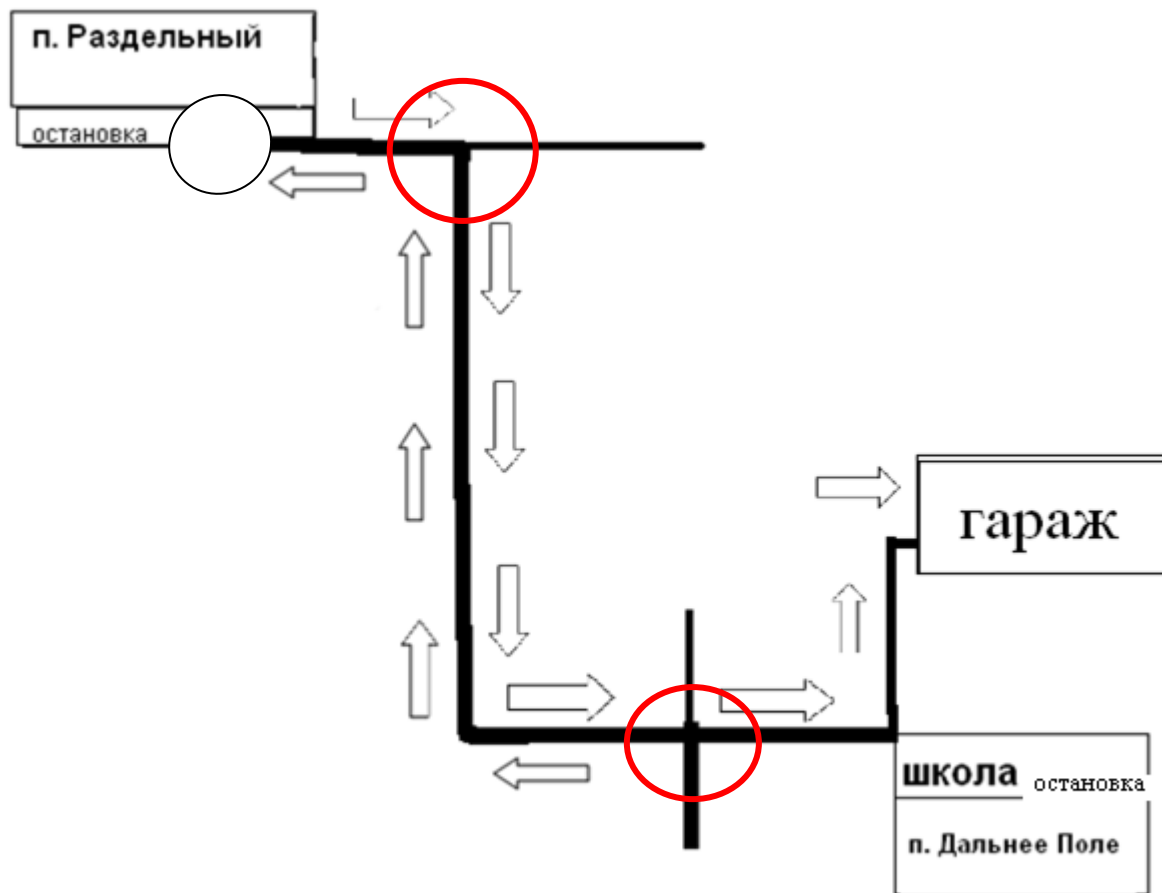 п. Раздельный
остановка
гараж
школа остановка
п. Дальнее Поле